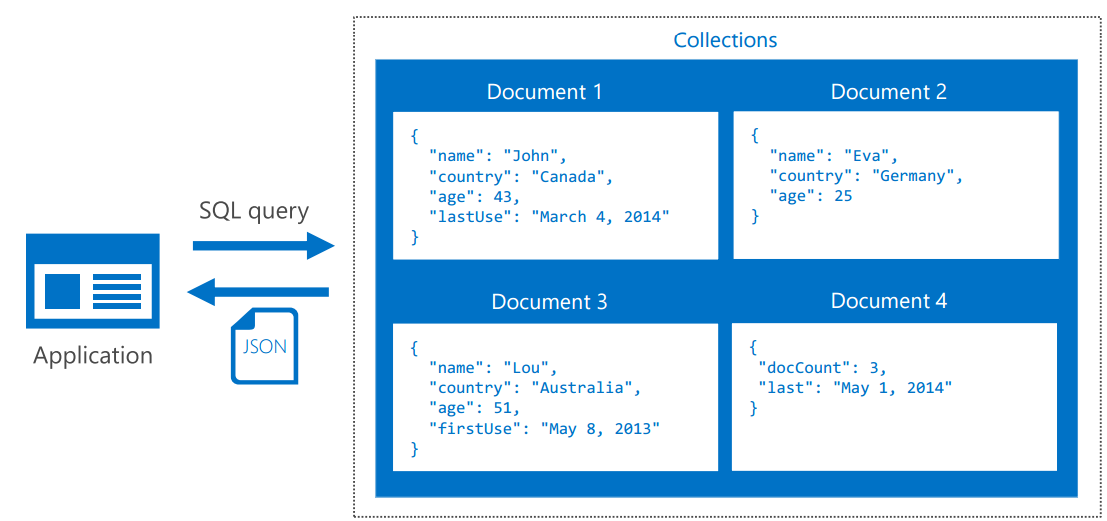 Collections
Document 1
{
"name": "John",
"country": "Canada",
"age": 43,
"lastUse": "March 4, 2014"
}
Document 2
{
"name": "Eva",
"country": "Germany",
"age": 25
}
SQL query
JSON
Application
Document 3
{
"name": "Lou",
"country": "Australia",
"age": 51,
"firstUse": "May 8, 2013"
}
Document 4
{
"docCount": 3,
"last": "May 1, 2014"
}